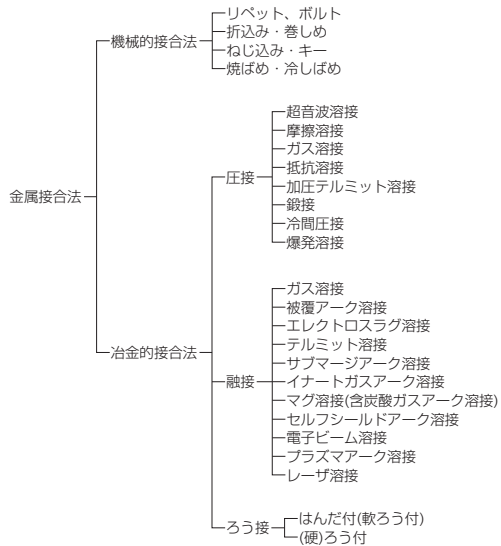 金属接合法
機械的接合法
リベット、ボルト
折込み・巻しめ
ねじ込み・キー
焼ばめ・冷しばめ
冶金的接合法
圧接
超音波溶接
摩擦溶接
ガス溶接
抵抗溶接
加圧テルミット溶接
鍛接
冷間圧接
爆発溶接
融接
ガス溶接
被覆アーク溶接
エレクトロスラグ溶接
テルミット溶接
サブマージアーク溶接
イナートガスアーク溶接
マグ溶接(含炭酸ガスアーク溶接)
セルフシールドアーク溶接
電子ビーム溶接
プラズマアーク溶接
レーザ溶接
ろう接
はんだ付(軟ろう付)
(硬)ろう付